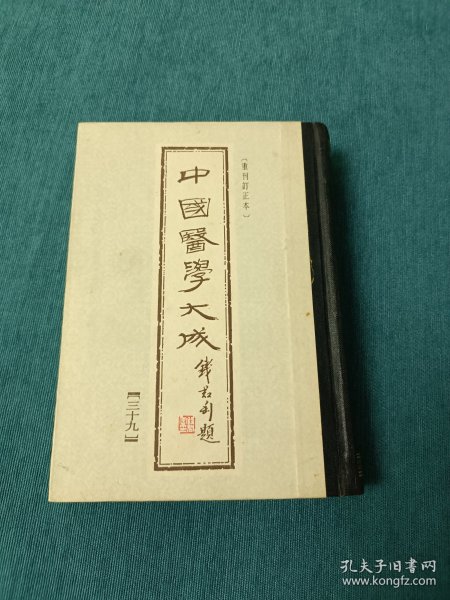 〔重刊訂正本〕
中國醫學大成
錢君匋題
【三十九】
孔夫子旧书网
www.kongfz.com